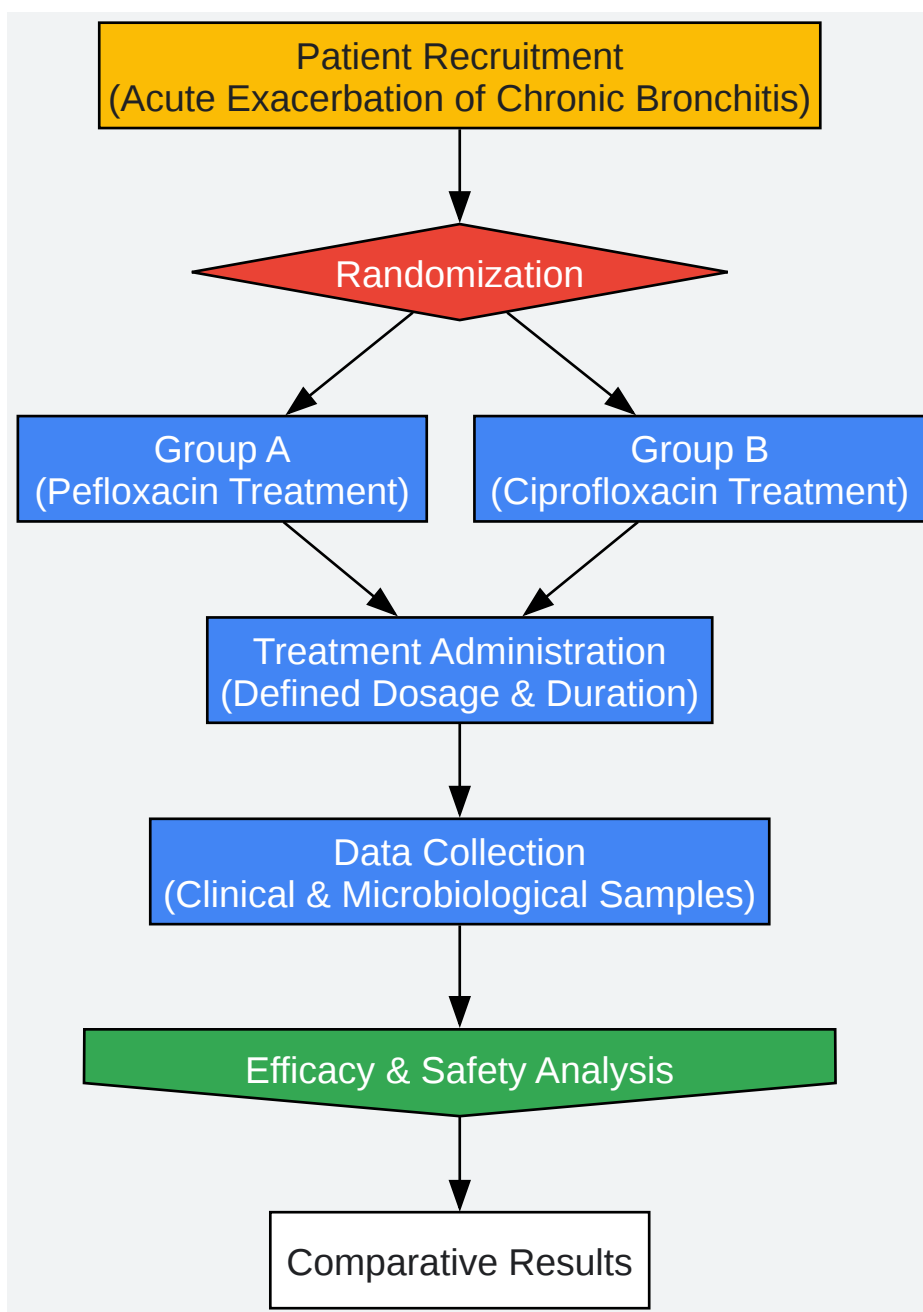 Patient Recruitment
(Acute Exacerbation of Chronic Bronchitis)
Randomization
Group A
(Pefloxacin Treatment)
Group B
(Ciprofloxacin Treatment)
Treatment Administration
(Defined Dosage & Duration)
Data Collection
(Clinical & Microbiological Samples)
Efficacy & Safety Analysis
Comparative Results